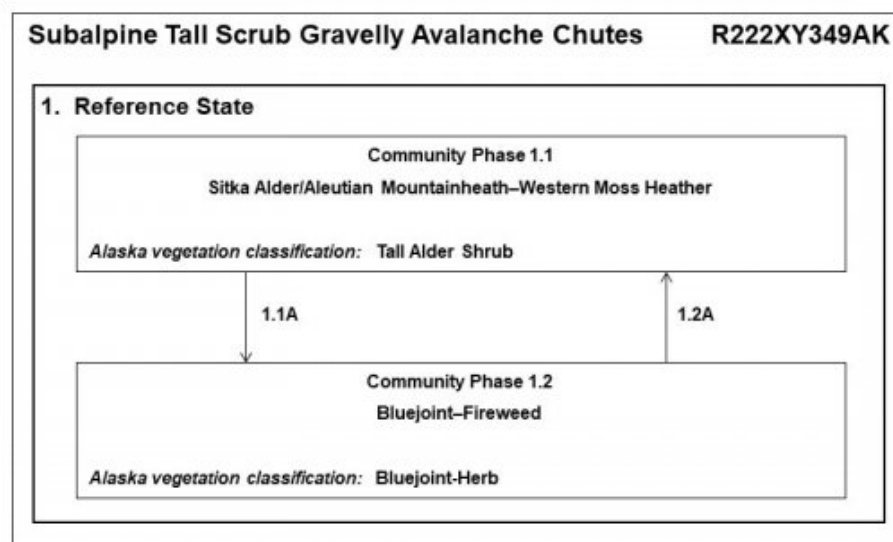 Subalpine Tall Scrub Gravelly Avalanche Chutes R222XY349AK
1. Reference State
Community Phase 1.1
Sitka Alder/Aleutian Mountainheath–Western Moss Heather
Alaska vegetation classification: Tall Alder Shrub
1.1A 1.2A
Community Phase 1.2
Bluejoint–Fireweed
Alaska vegetation classification: Bluejoint-Herb